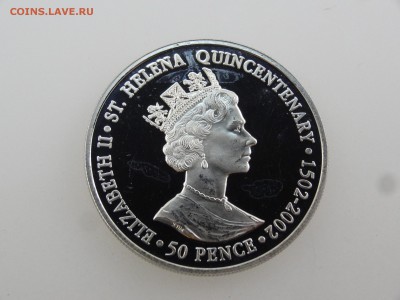 COINS.LAVE.RU
ELIZABETH II • ST. HELENA QUINCENTENARY • 1502-2002 •
50 PENCE •